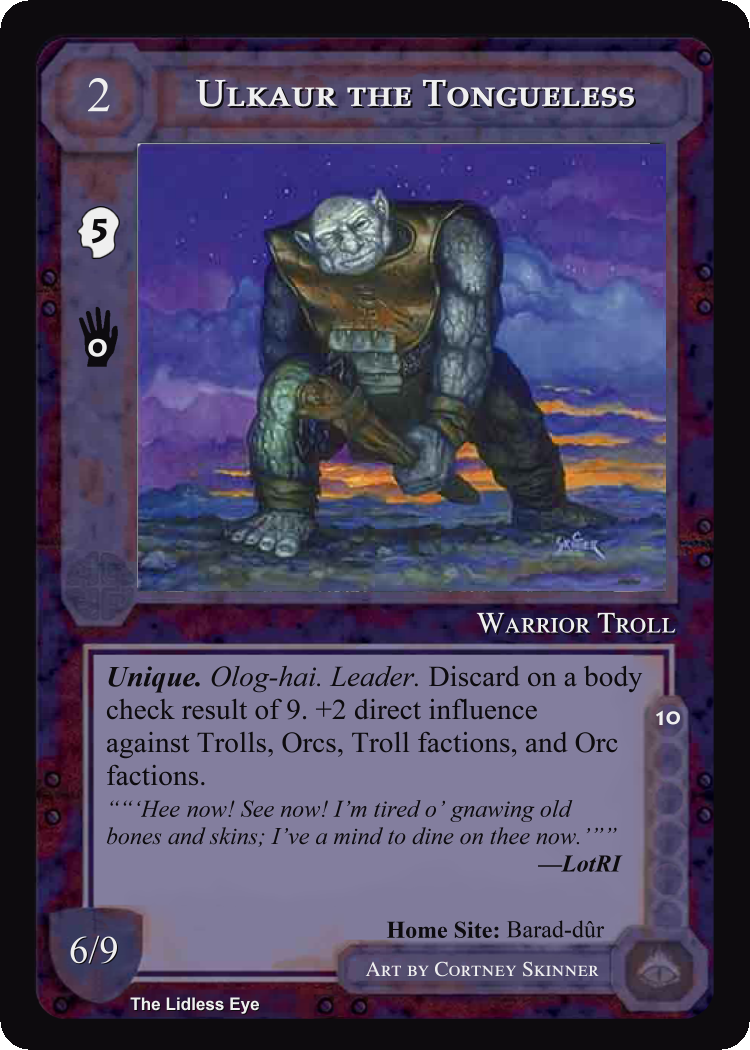 2
ULKAUR THE TONGUELESS
5
0
SKINNER
WARRIOR TROLL
Unique. Olog-hai. Leader. Discard on a body
check result of 9. +2 direct influence
against Trolls, Orcs, Troll factions, and Orc
factions.
10
“““‘Hee now! See now! I’m tired o’ gnawing old
bones and skins; I’ve a mind to dine on thee now.’””
—LotRI
Home Site: Barad-dûr
6/9
ART BY CORTNEY SKINNER
The Lidless Eye